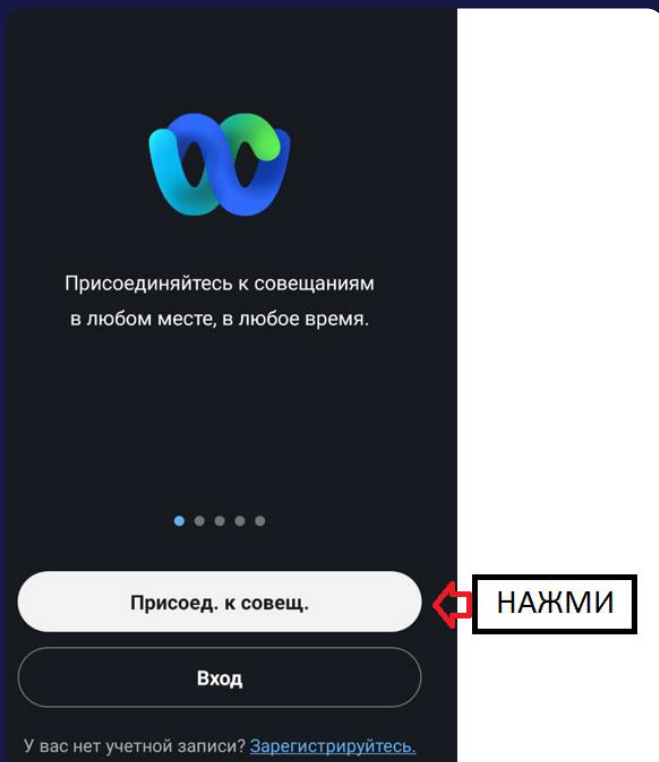 Присоединяйтесь к совещаниям
в любом месте, в любое время.
Присоед. к совещ.
НАЖМИ
Вход
У вас нет учетной записи? Зарегистрируйтесь.